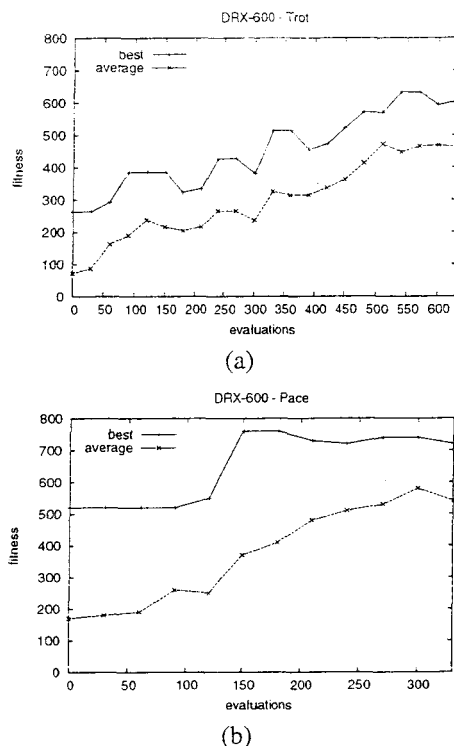 DRX-600 - Trot
800
700
600
500
400
300
200
100
0
fitness
best
average
0 50 100 150 200 250 300 350 400 450 500 550 600
evaluations
(a)
DRX-600 - Pace
800
700
600
500
400
300
200
100
0
fitness
best
average
0 50 100 150 200 250 300
evaluations
(b)